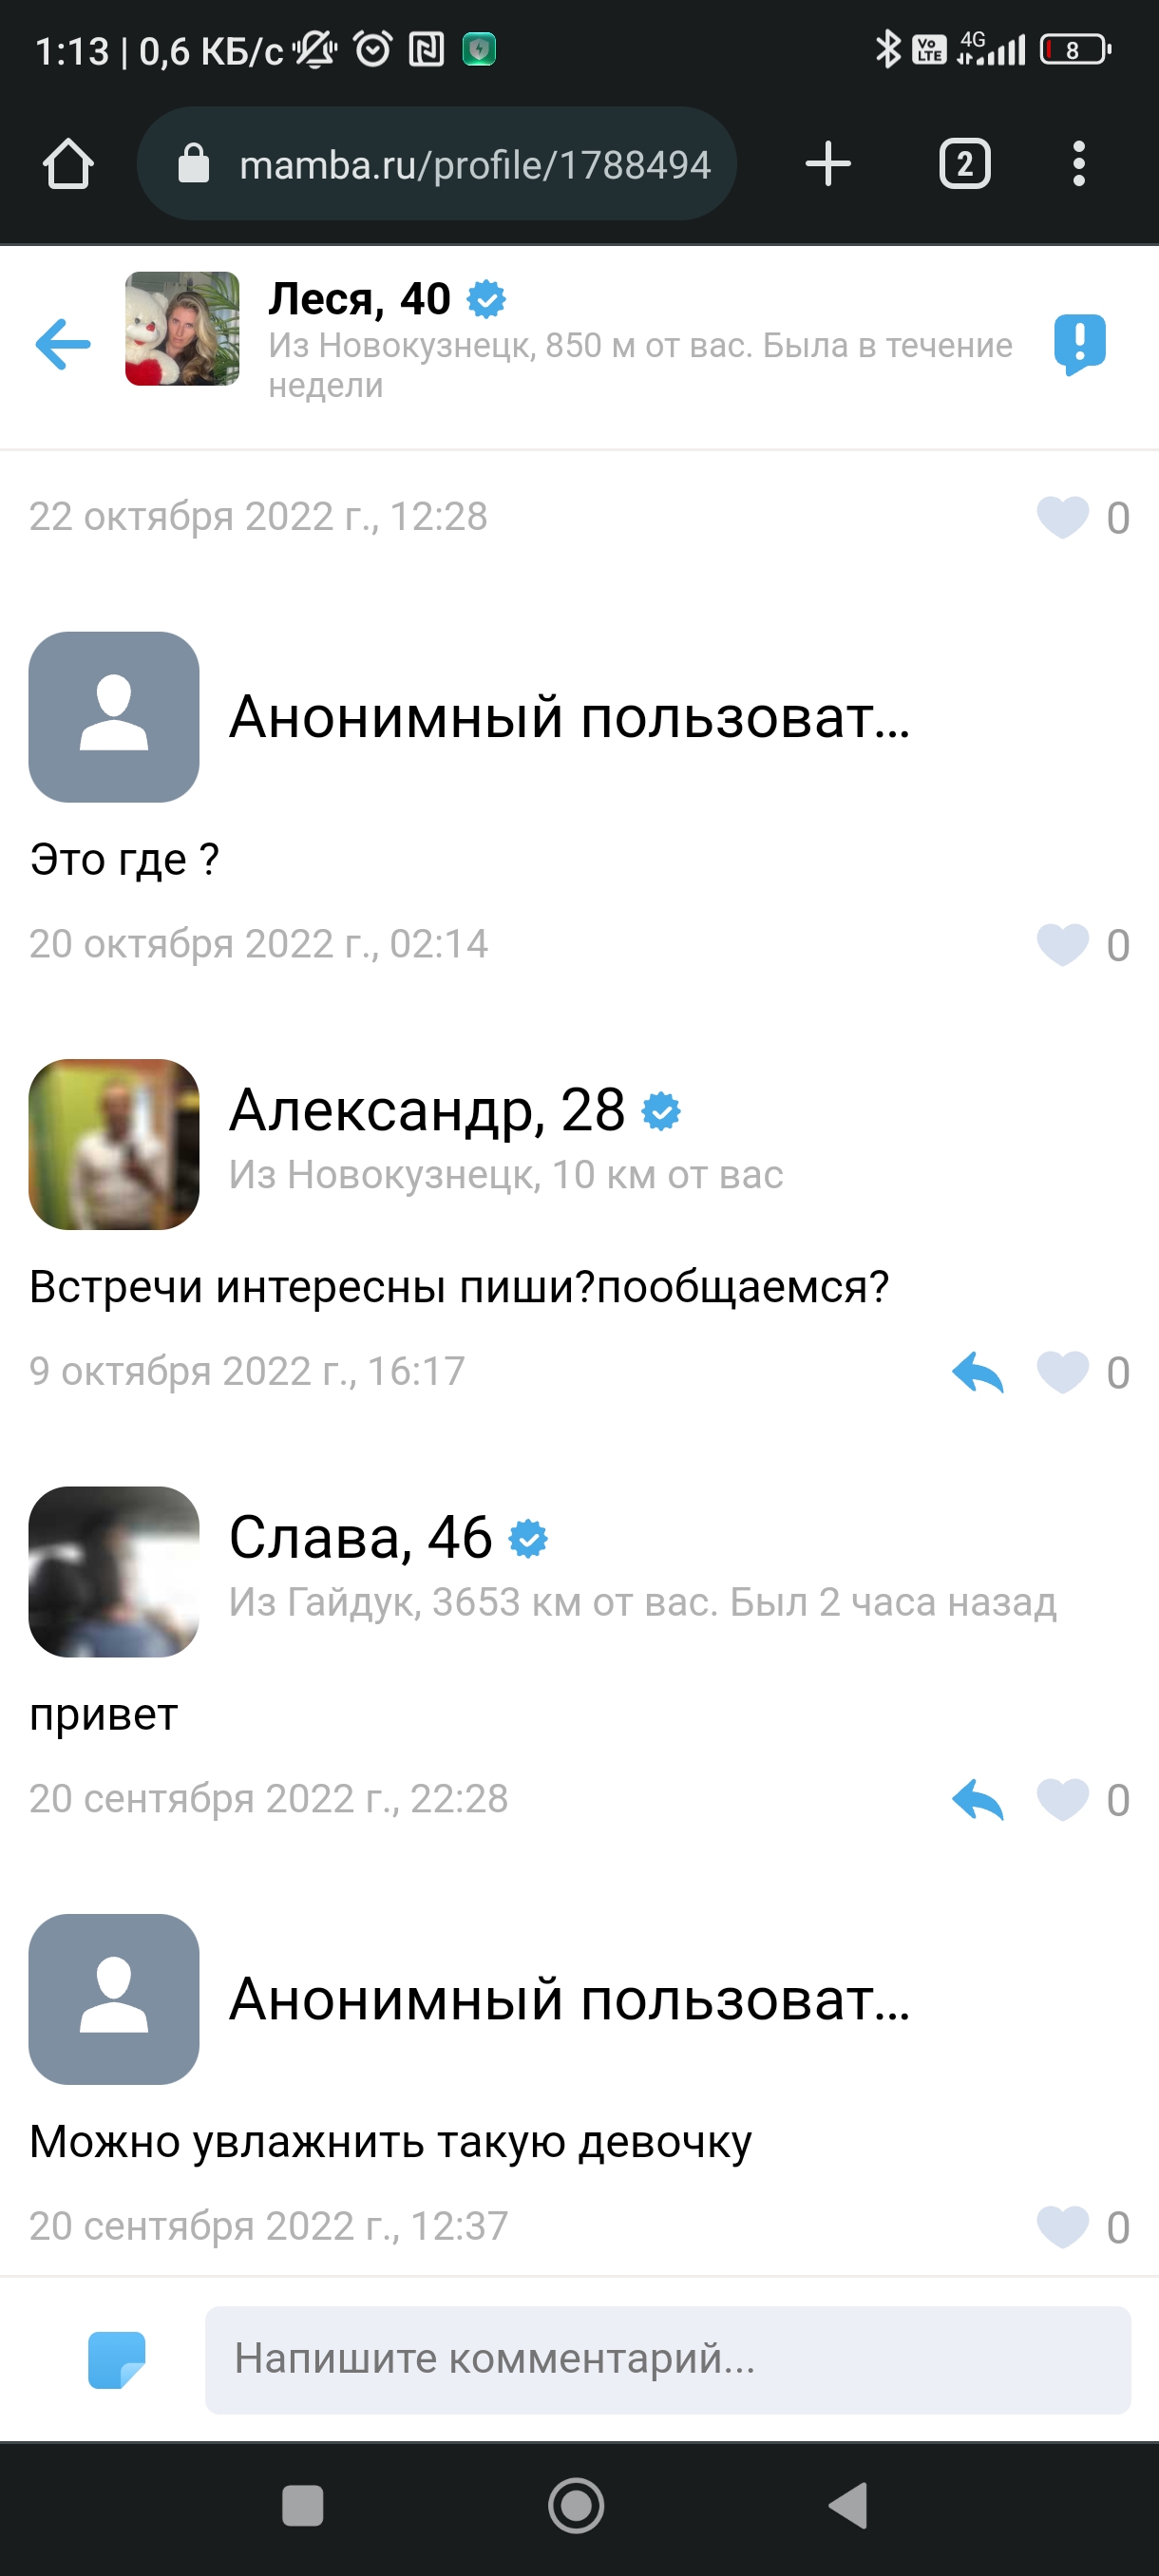 1:13 | 0,6 КБ/с
Vo LTE 4G 8
mamba.ru/profile/1788494
2
Леся, 40
Из Новокузнецк, 850 м от вас. Была в течение
недели
22 октября 2022 г., 12:28
0
Анонимный пользоват...
Это где ?
20 октября 2022 г., 02:14
0
Александр, 28
Из Новокузнецк, 10 км от вас
Встречи интересны пиши?пообщаемся?
9 октября 2022 г., 16:17
0
Слава, 46
Из Гайдук, 3653 км от вас. Был 2 часа назад
привет
20 сентября 2022 г., 22:28
0
Анонимный пользоват...
Можно увлажнить такую девочку
20 сентября 2022 г., 12:37
0
Напишите комментарий...